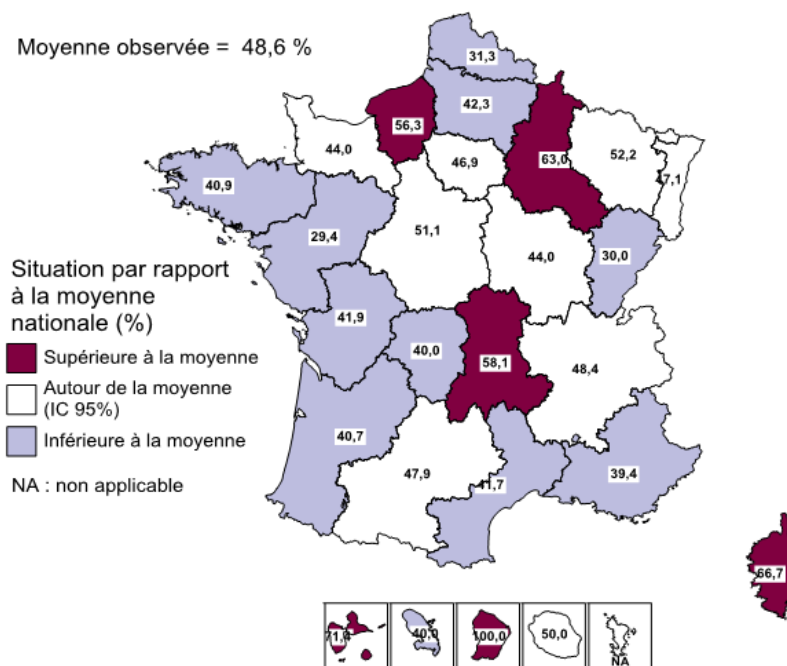 Moyenne observée = 48,6 %
31,3
42,3
56,3
63,0
52,2
44,0
46,9
7,1
40,9
29,4
51,1
44,0
30,0
Situation par rapport
à la moyenne
nationale (%)
41,9
40,0
58,1
48,4
Supérieure à la moyenne
Autour de la moyenne
(IC 95%)
Inférieure à la moyenne
40,7
47,9
41,7
39,4
NA : non applicable
66,7
40,0
100,0
50,0
NA